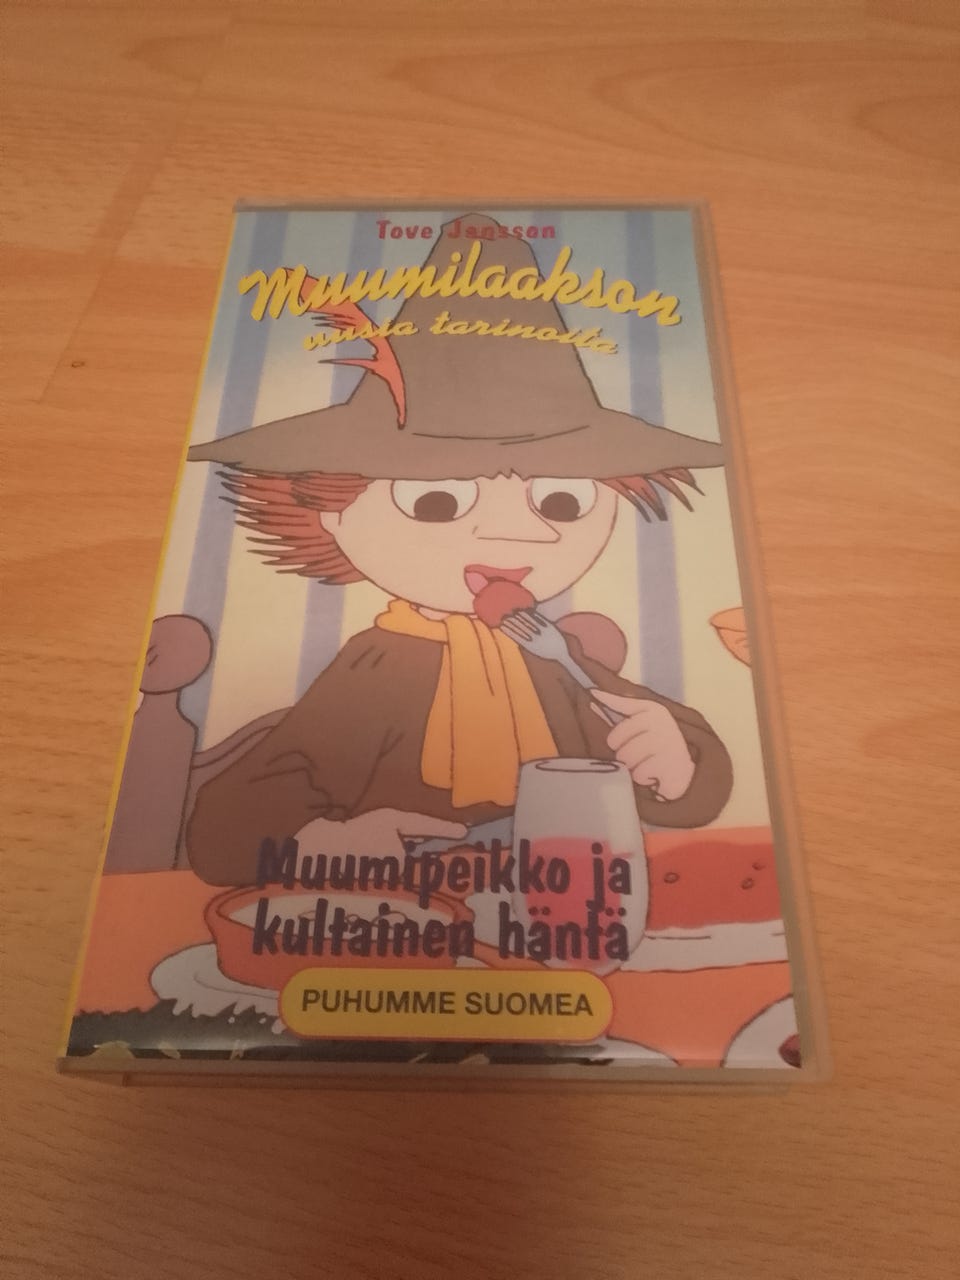 Tove Jansson
Muumilaakson
uusia tarinoita
Muumipeikko ja
kultainen häntä
PUHUMME SUOMEA